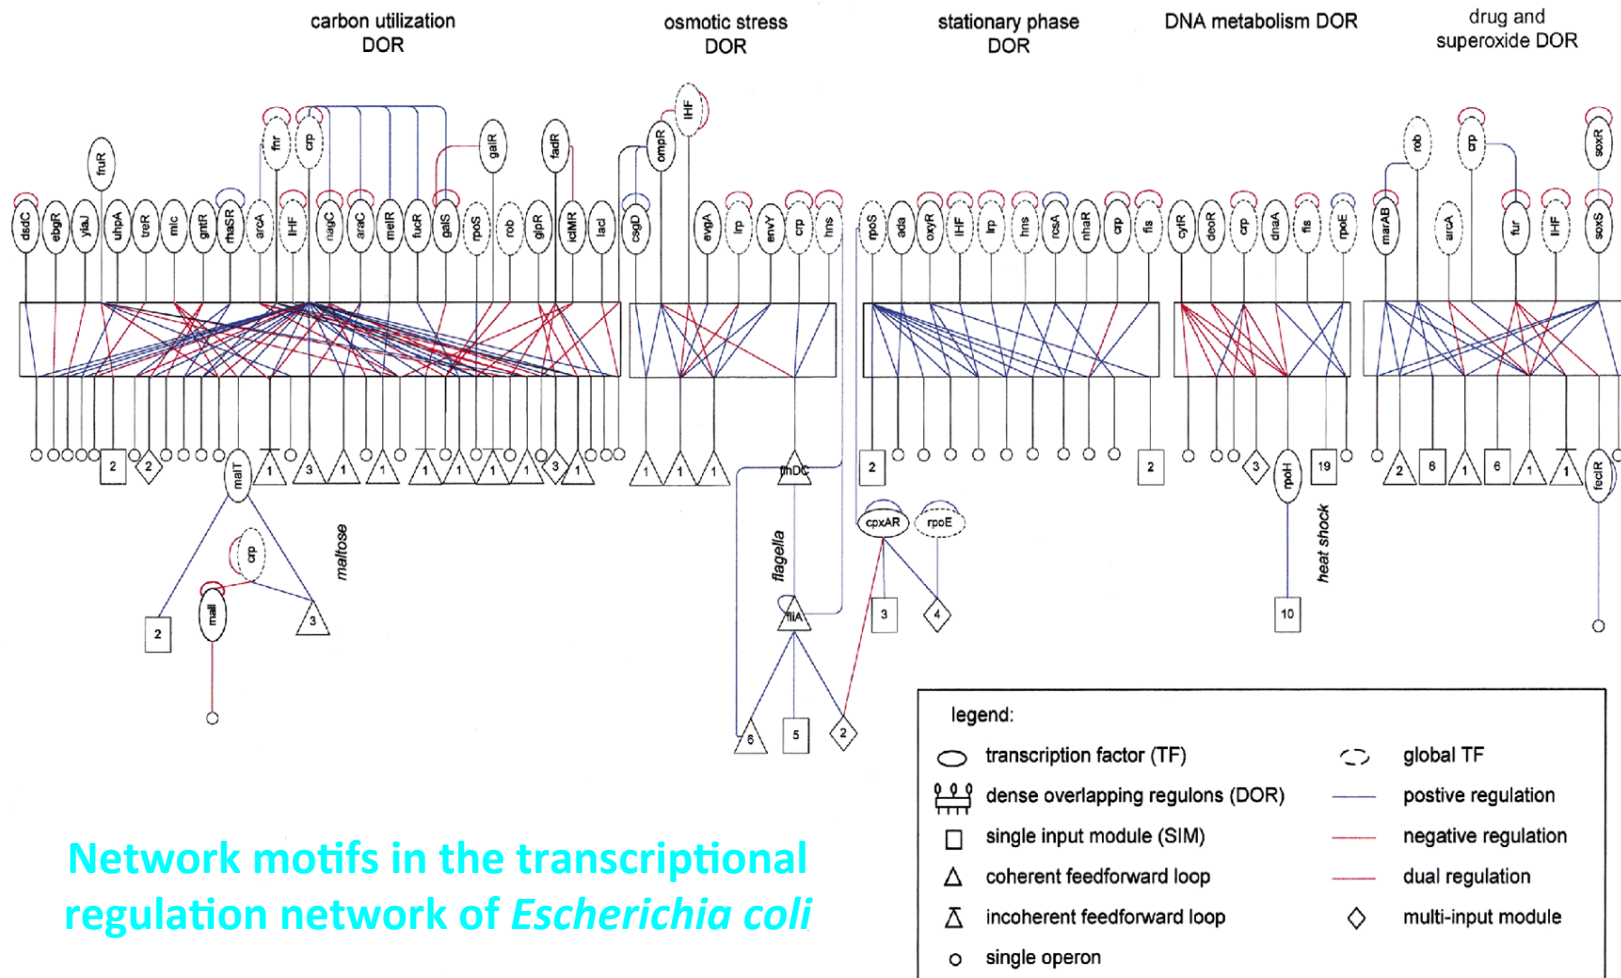 carbon utilization
DOR
osmotic stress
DOR
stationary phase
DOR
DNA metabolism DOR
drug and
superoxide DOR
fruR
fnr
crp
galR
fadR
ompR
IHF
rob
crp
soxR
dsdC
ebgR
yiaJ
uhpA
treR
mlc
gntR
rhaSR
arcA
IHF
nagC
araC
melR
fucR
galS
rpoS
rob
glpR
iclMR
lacI
csgD
evgA
lrp
envY
crp
hns
rpoS
ada
oxyR
IHF
lrp
hns
rcsA
nhaR
crp
fis
cytR
deoR
crp
dnaA
fis
rpoE
marAB
arcA
fur
IHF
soxS
2
2
malT
1
3
1
1
1
1
1
1
3
1
1
1
1
flhDC
2
2
3
rpoH
19
2
6
1
6
1
1
fecIR
crp
maltose
malI
2
3
flagella
fliA
cpxAR
rpoE
3
4
heat shock
10
6
5
2
legend:
transcription factor (TF)
global TF
dense overlapping regulons (DOR)
postive regulation
single input module (SIM)
negative regulation
coherent feedforward loop
dual regulation
incoherent feedforward loop
multi-input module
single operon
Network motifs in the transcriptional
regulation network of Escherichia coli